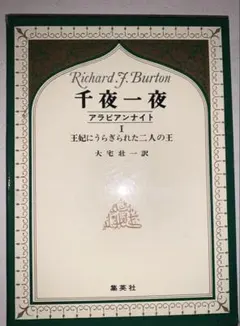 Richard F. Burton
千夜一夜
アラビアンナイト
I
王妃にうらぎられた二人の王
大宅壮一訳
集英社